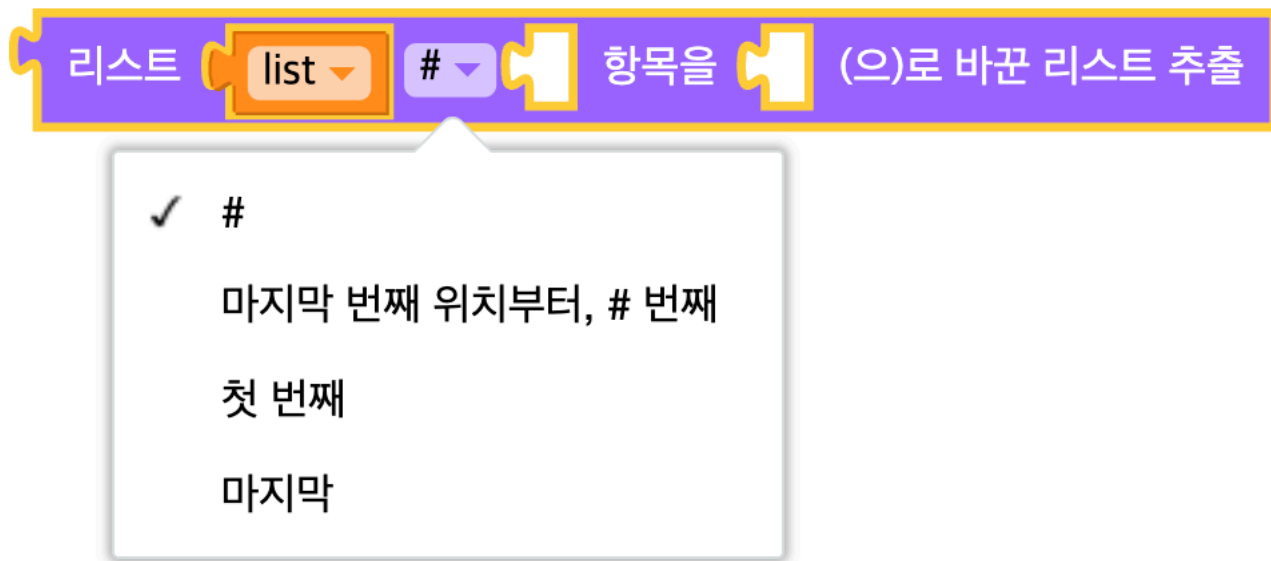 리스트 list # 항목을 (으)로 바꾼 리스트 추출
✓ #
마지막 번째 위치부터, # 번째
첫 번째
마지막